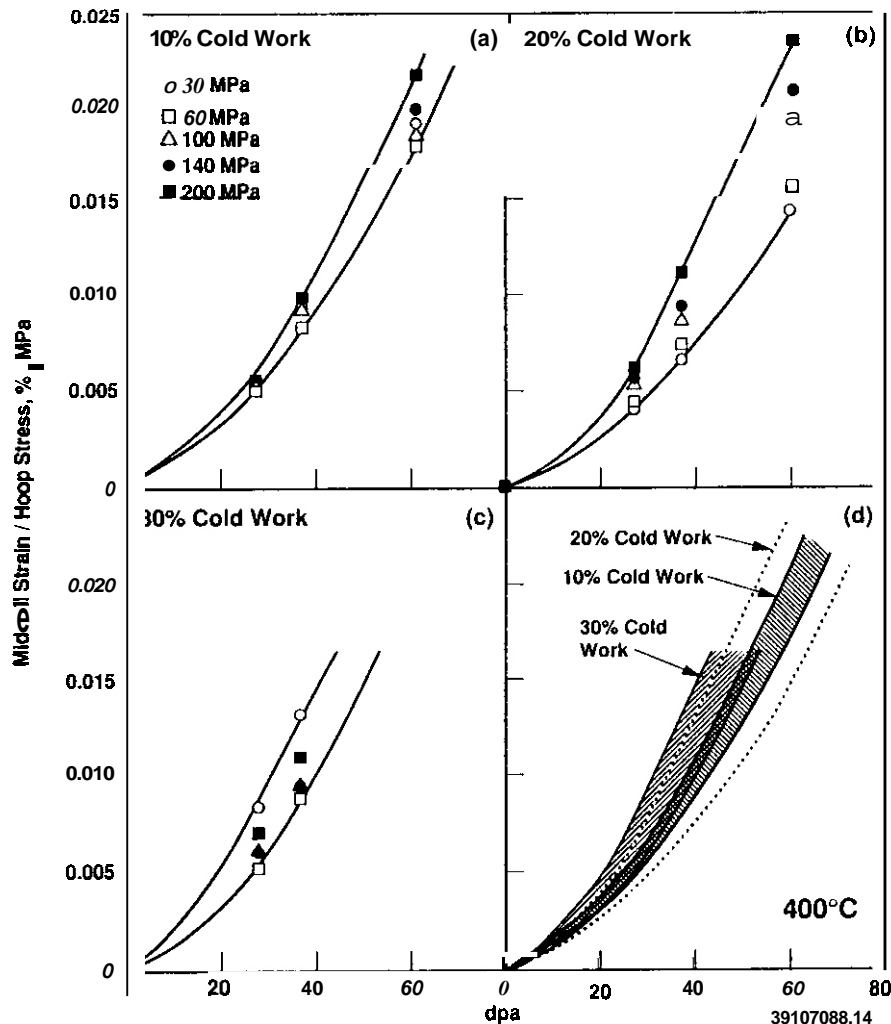 0.025
10% Cold Work
(a)
20% Cold Work
(b)
o 30 MPa
□ 60 MPa
△ 100 MPa
● 140 MPa
■ 200 MPa
0.020
a
0.015
0.010
0.005
0
Strain / Hoop Stress, % MPa
30% Cold Work
(c)
(d)
20% Cold Work
10% Cold Work
30% Cold
Work
0.020
0.015
0.010
0.005
0
400°C
20
40
60
0
20
40
60
80
dpa
39107088.14